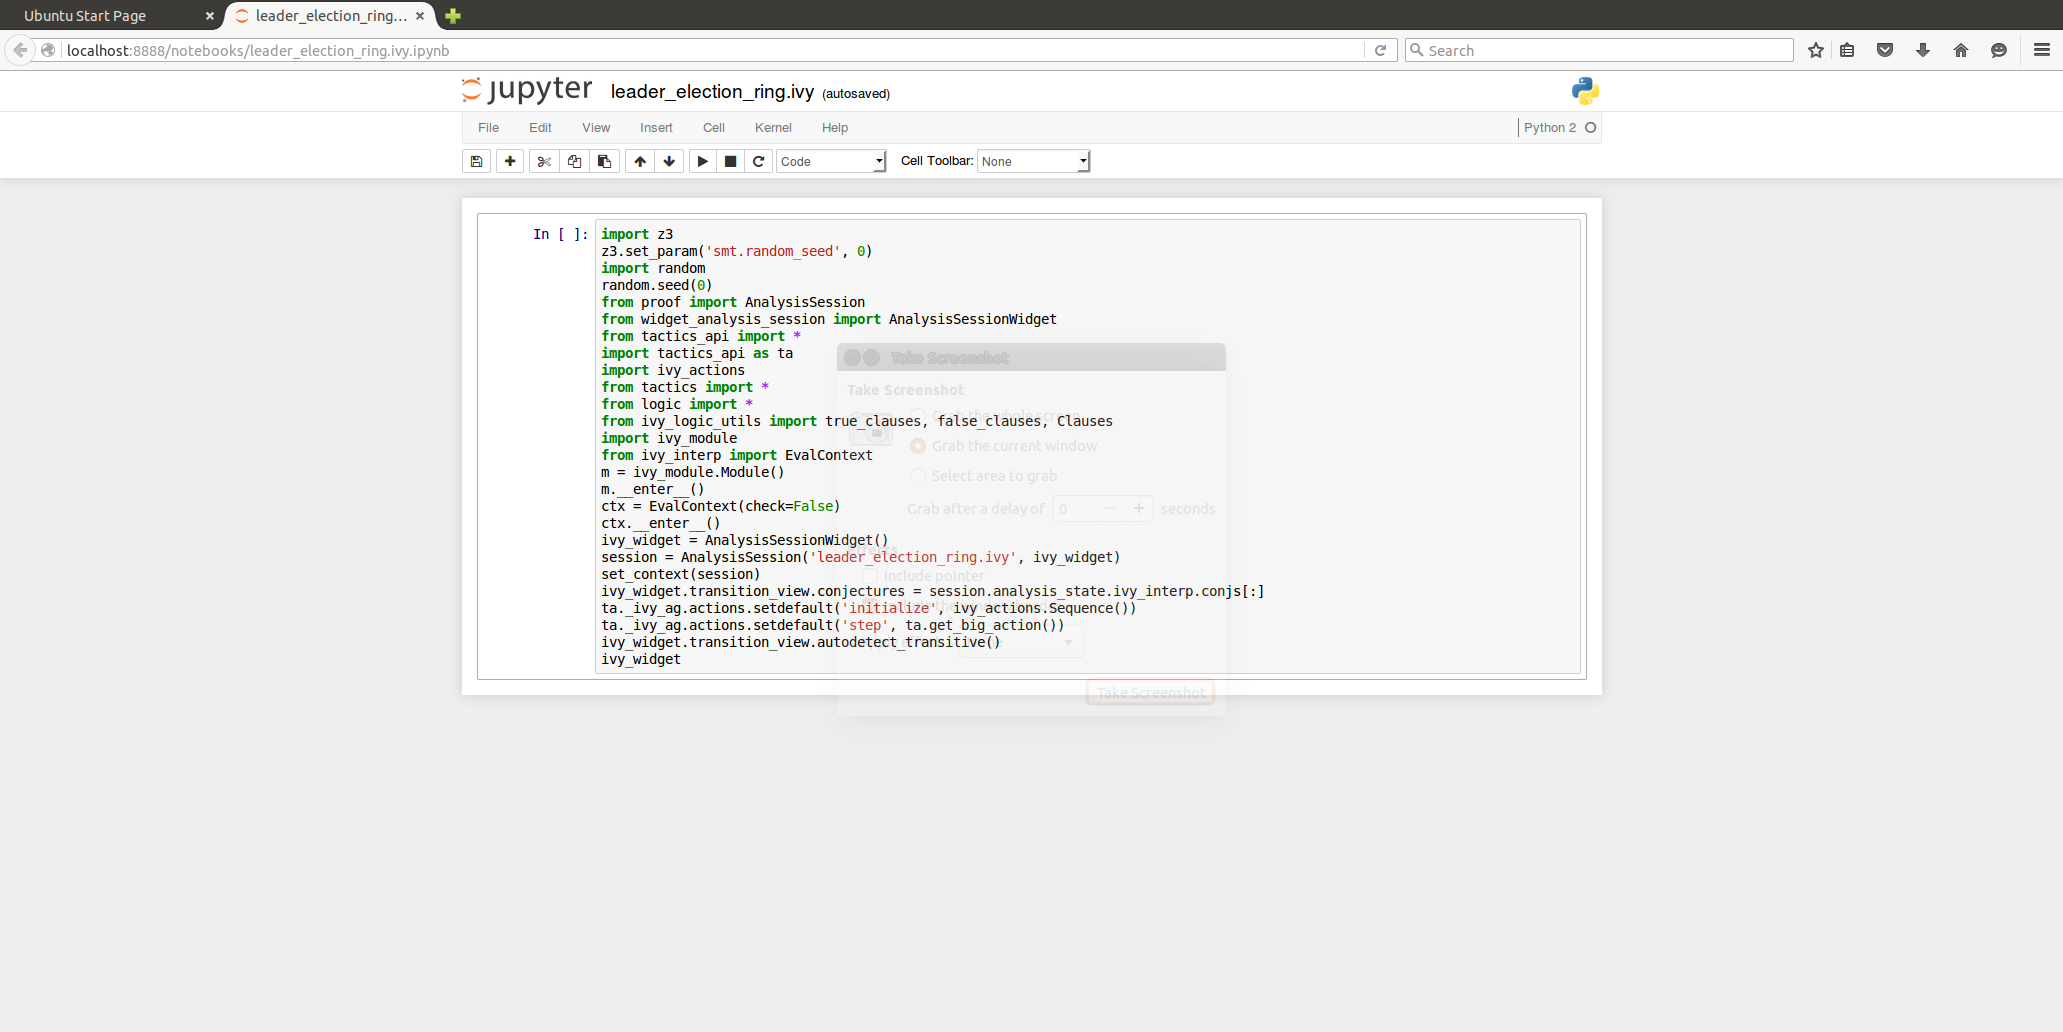 Ubuntu Start Page
leader_election_ring...
localhost:8888/notebooks/leader_election_ring.ivy.ipynb
Search
jupyter leader_election_ring.ivy (autosaved)
File Edit View Insert Cell Kernel Help
Python 2
Code
Cell Toolbar: None
In [ ]:
import z3
z3.set_param('smt.random_seed', 0)
import random
random.seed(0)
from proof import AnalysisSession
from widget_analysis_session import AnalysisSessionWidget
from tactics_api import *
import tactics_api as ta
import ivy_actions
from tactics import *
from logic import *
from ivy_logic_utils import true_clauses, false_clauses, Clauses
import ivy_module
from ivy_interp import EvalContext
m = ivy_module.Module()
m.__enter__()
ctx = EvalContext(check=False)
ctx.__enter__()
ivy_widget = AnalysisSessionWidget()
session = AnalysisSession('leader_election_ring.ivy', ivy_widget)
set_context(session)
ivy_widget.transition_view.conjectures = session.analysis_state.ivy_interp.conjs[:]
ta._ivy_ag.actions.setdefault('initialize', ivy_actions.Sequence())
ta._ivy_ag.actions.setdefault('step', ta.get_big_action())
ivy_widget.transition_view.autodetect_transitive()
ivy_widget
Take Screenshot
Take Screenshot
Grab the whole screen
Grab the current window
Select area to grab
Grab after a delay of 0 − + seconds
Effects
Include pointer
Take Screenshot